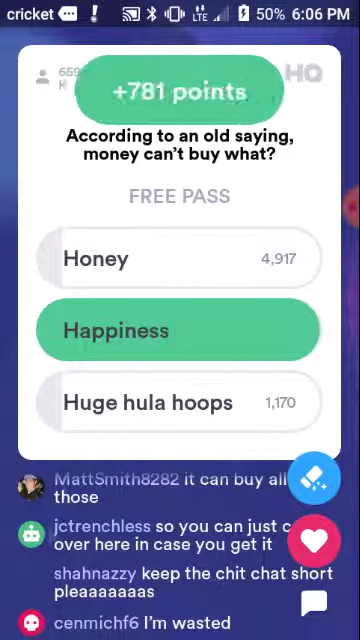 cricket LTE 50% 6:06 PM
+781 points
HQ
According to an old saying,
money can't buy what?
FREE PASS
Honey 4,917
Happiness
Huge hula hoops 1,170
MattSmith8282 it can buy all
those
jctrenchless so you can just
over here in case you get it
shahnazzy keep the chit chat short
pleaaaaaas
cenmichf6 I'm wasted